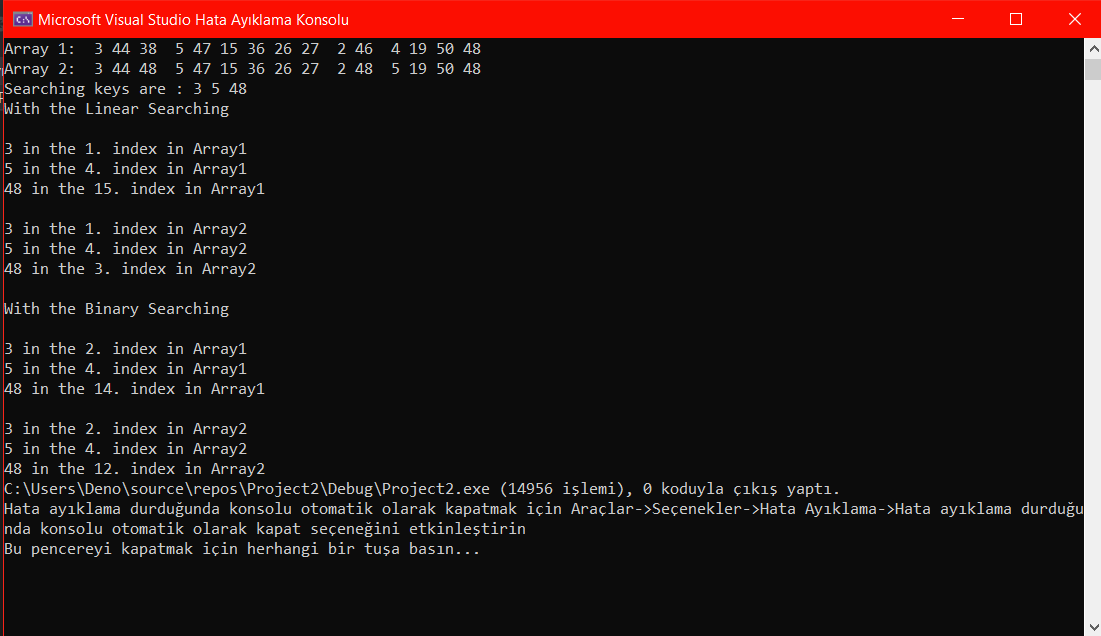 Microsoft Visual Studio Hata Ayıklama Konsolu
Array 1:  3 44 38  5 47 15 36 26 27  2 46  4 19 50 48
Array 2:  3 44 48  5 47 15 36 26 27  2 48  5 19 50 48
Searching keys are : 3 5 48
With the Linear Searching
3 in the 1. index in Array1
5 in the 4. index in Array1
48 in the 15. index in Array1
3 in the 1. index in Array2
5 in the 4. index in Array2
48 in the 3. index in Array2
With the Binary Searching
3 in the 2. index in Array1
5 in the 4. index in Array1
48 in the 14. index in Array1
3 in the 2. index in Array2
5 in the 4. index in Array2
48 in the 12. index in Array2
C:\Users\Deno\source\repos\Project2\Debug\Project2.exe (14956 işlemi), 0 koduyla çıkış yaptı.
Hata ayıklama durduğunda konsolu otomatik olarak kapatmak için Araçlar->Seçenekler->Hata Ayıklama->Hata ayıklama durduğu
nda konsolu otomatik olarak kapat seçeneğini etkinleştirin
Bu pencereyi kapatmak için herhangi bir tuşa basın...